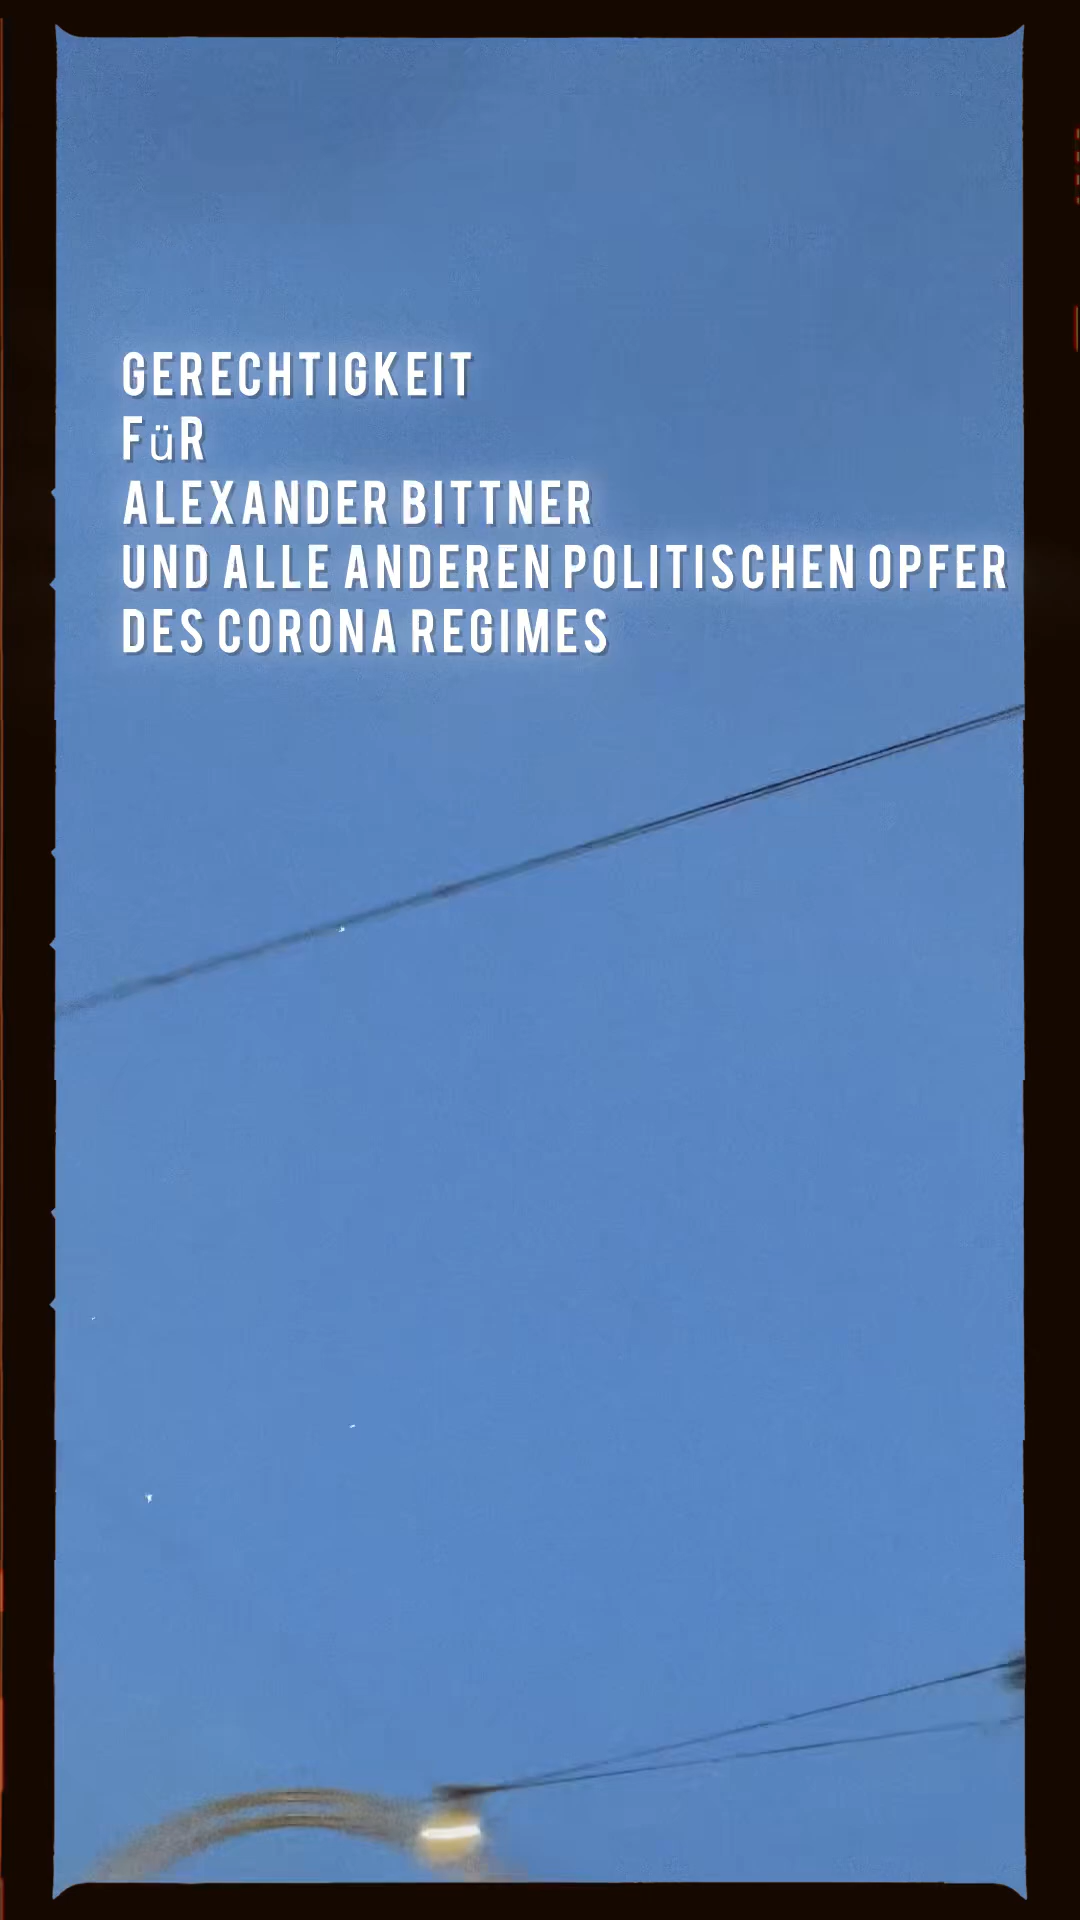 GERECHTIGKEIT
FüR
ALEXANDER BITTNER
UND ALLE ANDEREN POLITISCHEN OPFER
DES CORONA REGIMES